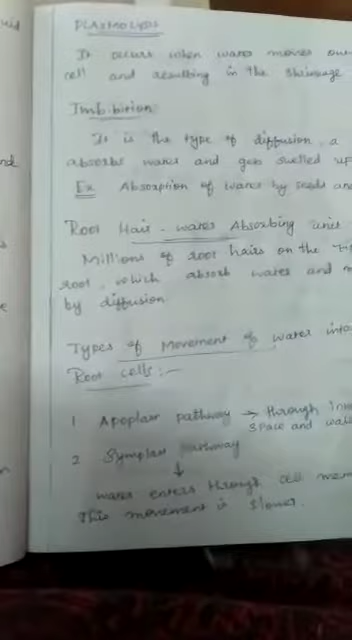 PLASMOLYSIS
It occurs when water moves out
cell and resulting in the shrinkage
Imbibition
It is the type of diffusion, a
absorbs water and gets swelled up
Ex. Absorption of water by seeds and
Root Hair - water Absorbing unit
Millions of root hairs on the Tip
root, which absorb water and m
by diffusion
Types of Movement of water into
Root cells:-
1 Apoplast pathway → through In
space and wall
2 Symplast pathway
↓
water enters through cell mem
This movement is slower.